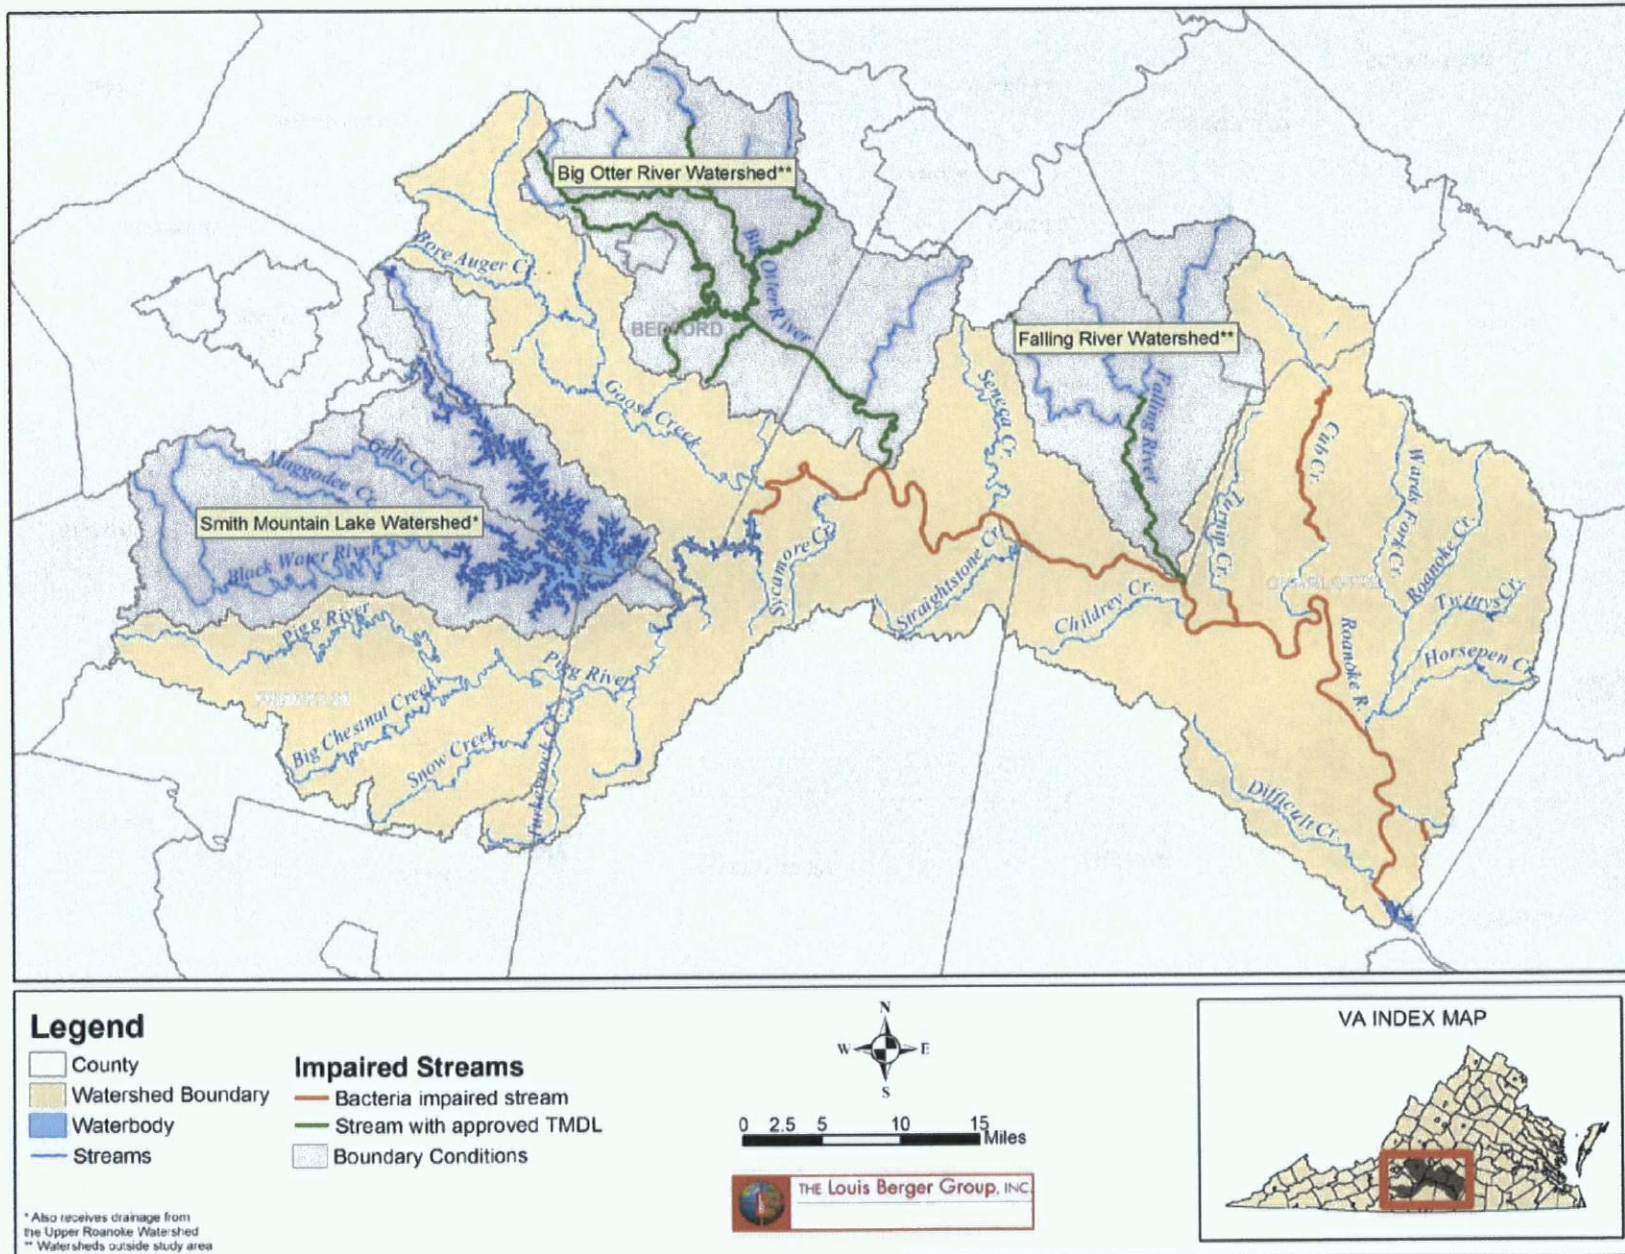 Big Otter River Watershed**
Bore Auger Cr.
Big Otter River
BEDFORD
Falling River Watershed**
Goose Creek
Seneca Cr.
Falling River
Cub Cr.
Maggodee Cr.
Gills Cr.
Wards Fork Cr.
Smith Mountain Lake Watershed*
Turnip Cr.
Roanoke Cr.
Black Water River
Sycamore Cr.
Straightstone Cr.
CHARLOTTE
Twittys Cr.
Childrey Cr.
Pigg River
Roanoke R.
Horsepen Cr.
Pigg River
Big Chestnut Creek
Snow Creek
Difficult Cr.
Legend
County
Watershed Boundary
Waterbody
Streams
Impaired Streams
Bacteria impaired stream
Stream with approved TMDL
Boundary Conditions
* Also receives drainage from
the Upper Roanoke Watershed
** Watersheds outside study area
N
W E
S
0 2.5 5 10 15
Miles
THE Louis Berger Group, INC.
VA INDEX MAP